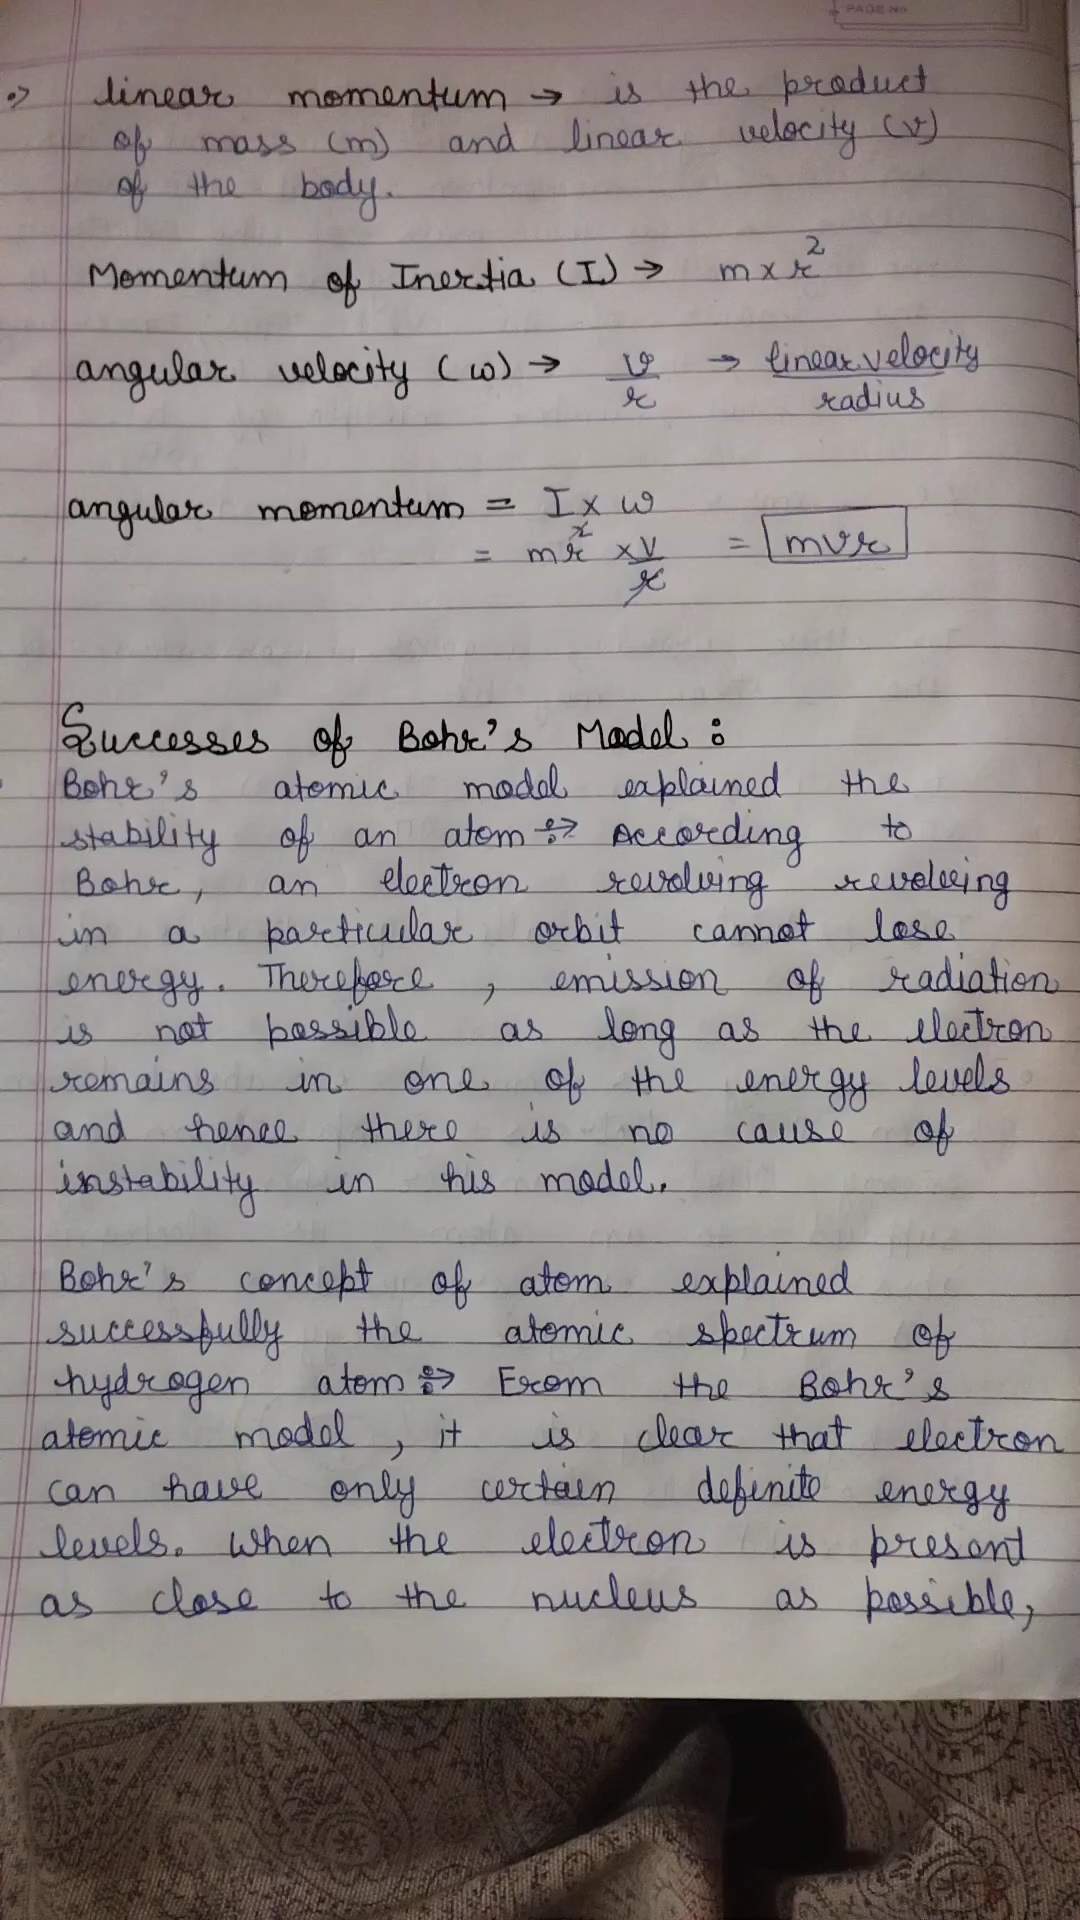 PAGE NO.
linear momentum → is the product
of mass (m) and linear velocity (v)
of the body.
Momentum of Inertia (I) → m x r²
angular velocity (ω) → v/r → linear velocity/radius
angular momentum = I x ω
= mr² x v/r = mvr
Successes of Bohr's Model :
Bohr's atomic model explained the
stability of an atom :⇒ According to
Bohr, an electron revolving revolving
in a particular orbit cannot lose
energy. Therefore, emission of radiation
is not possible as long as the electron
remains in one of the energy levels
and hence there is no cause of
instability in his model.
Bohr's concept of atom explained
successfully the atomic spectrum of
hydrogen atom :⇒ From the Bohr's
atomic model, it is clear that electron
can have only certain definite energy
levels. When the electron is present
as close to the nucleus as possible,